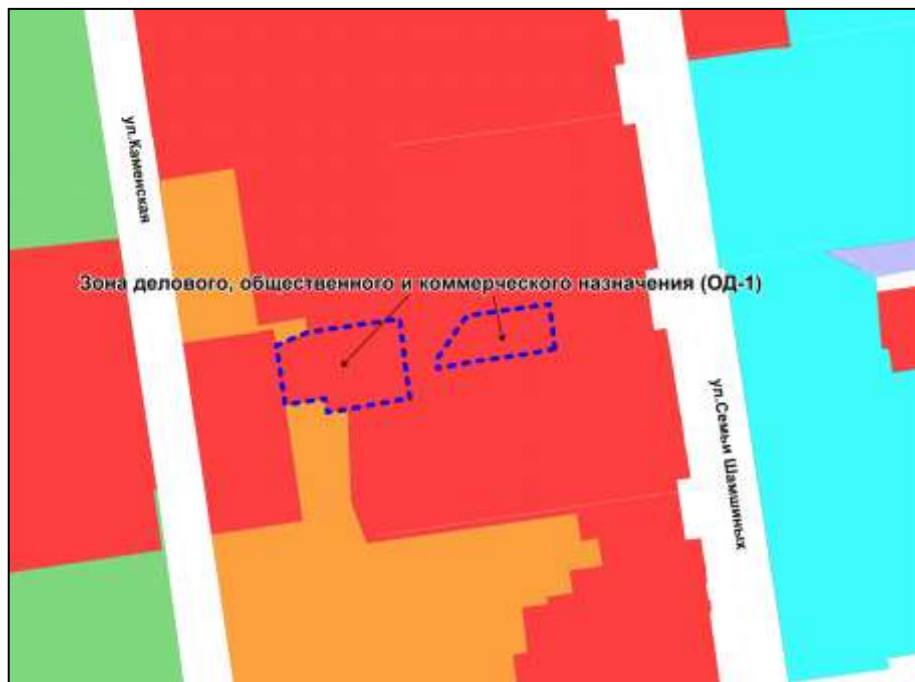 ул.Каменская
Зона делового, общественного и коммерческого назначения (ОД-1)
ул.Семьи Шамшиных